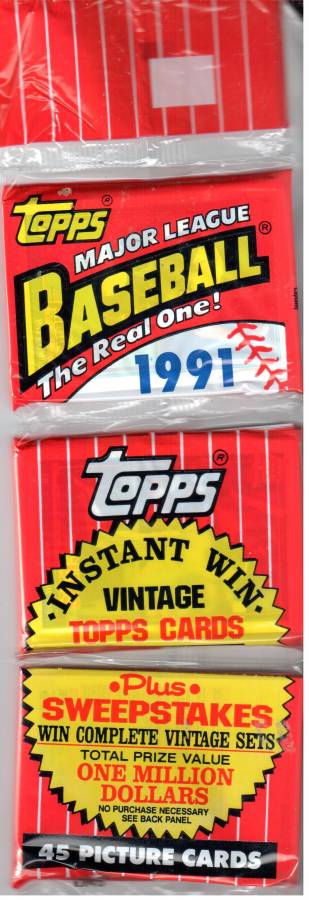 Topps®
MAJOR LEAGUE
BASEBALL®
The Real One!
1991
Topps®
•INSTANT WIN•
VINTAGE
TOPPS CARDS
•Plus•
SWEEPSTAKES
WIN COMPLETE VINTAGE SETS
TOTAL PRIZE VALUE
ONE MILLION
DOLLARS
NO PURCHASE NECESSARY
SEE BACK PANEL
45 PICTURE CARDS